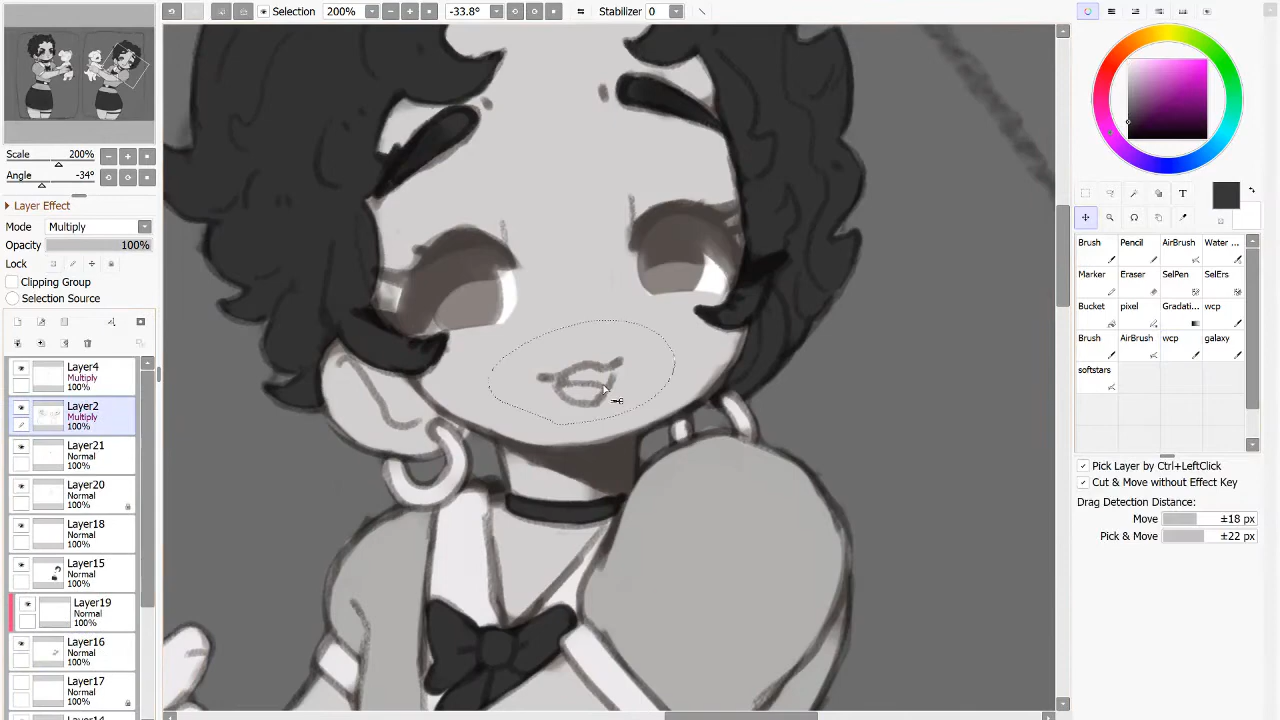 Selection 200% -33.8° Stabilizer 0
Scale 200%
Angle -34°
Layer Effect
Mode Multiply
Opacity 100%
Lock
Clipping Group
Selection Source
Layer4
Multiply
100%
Layer2
Multiply
100%
Layer21
Normal
100%
Layer20
Normal
100%
Layer18
Normal
100%
Layer15
Normal
100%
Layer19
Normal
100%
Layer16
Normal
100%
Layer17
Normal
100%
T
Brush Pencil AirBrush Water ...
Marker Eraser SelPen SelErs
Bucket pixel Gradati... wcp
Brush AirBrush wcp galaxy
softstars
Pick Layer by Ctrl+LeftClick
Cut & Move without Effect Key
Drag Detection Distance:
Move ±18 px
Pick & Move ±22 px